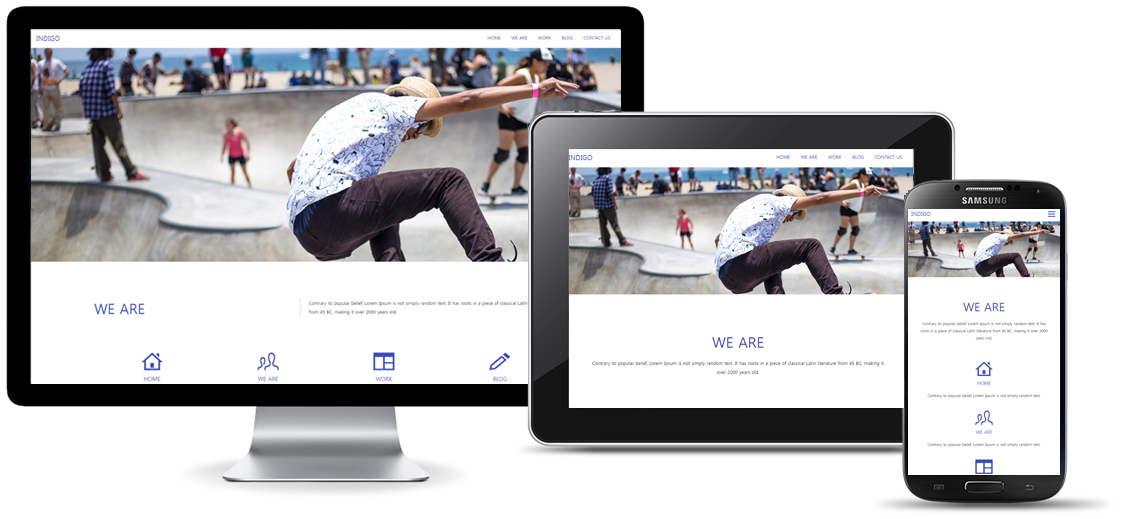 INDIGO
HOME WE ARE WORK BLOG CONTACT US
WE ARE
Contrary to popular belief, Lorem Ipsum is not simply random text. It has roots in a piece of classical Latin
from 45 BC, making it over 2000 years old.
HOME WE ARE WORK BLOG
INDIGO
HOME WE ARE WORK BLOG CONTACT US
WE ARE
Contrary to popular belief, Lorem Ipsum is not simply random text. It has roots in a piece of classical Latin literature from 45 BC, making it
over 2000 years old.
SAMSUNG
INDIGO
WE ARE
Contrary to popular belief, Lorem Ipsum is not simply random text. It has
roots in a piece of classical Latin literature from 45 BC, making it over 2000
years old.
HOME
Contrary to popular belief, Lorem Ipsum is not simply random text.
WE ARE
Contrary to popular belief, Lorem Ipsum is not simply random text.